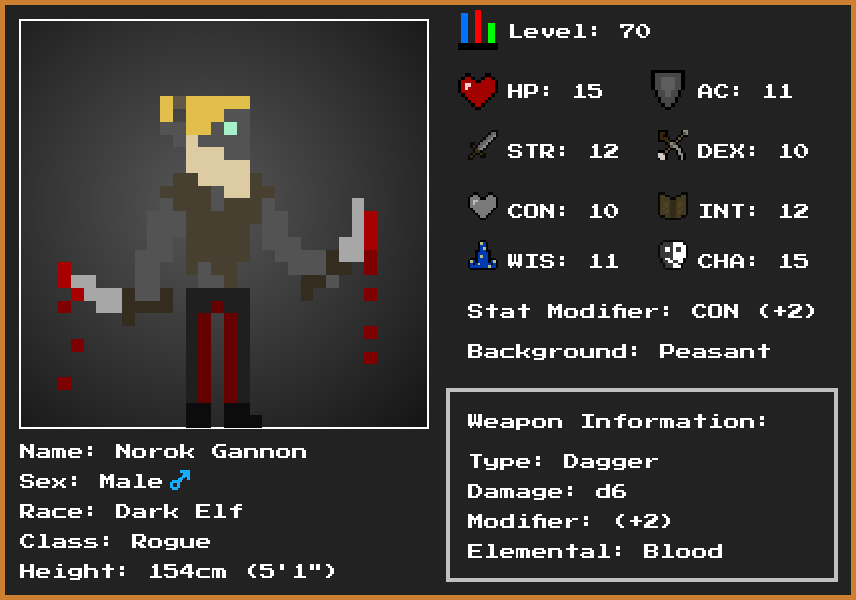 Level: 70
HP: 15
AC: 11
STR: 12
DEX: 10
CON: 10
INT: 12
WIS: 11
CHA: 15
Stat Modifier: CON (+2)
Background: Peasant
Weapon Information:
Type: Dagger
Damage: d6
Modifier: (+2)
Elemental: Blood
Name: Norok Gannon
Sex: Male♂
Race: Dark Elf
Class: Rogue
Height: 154cm (5'1")